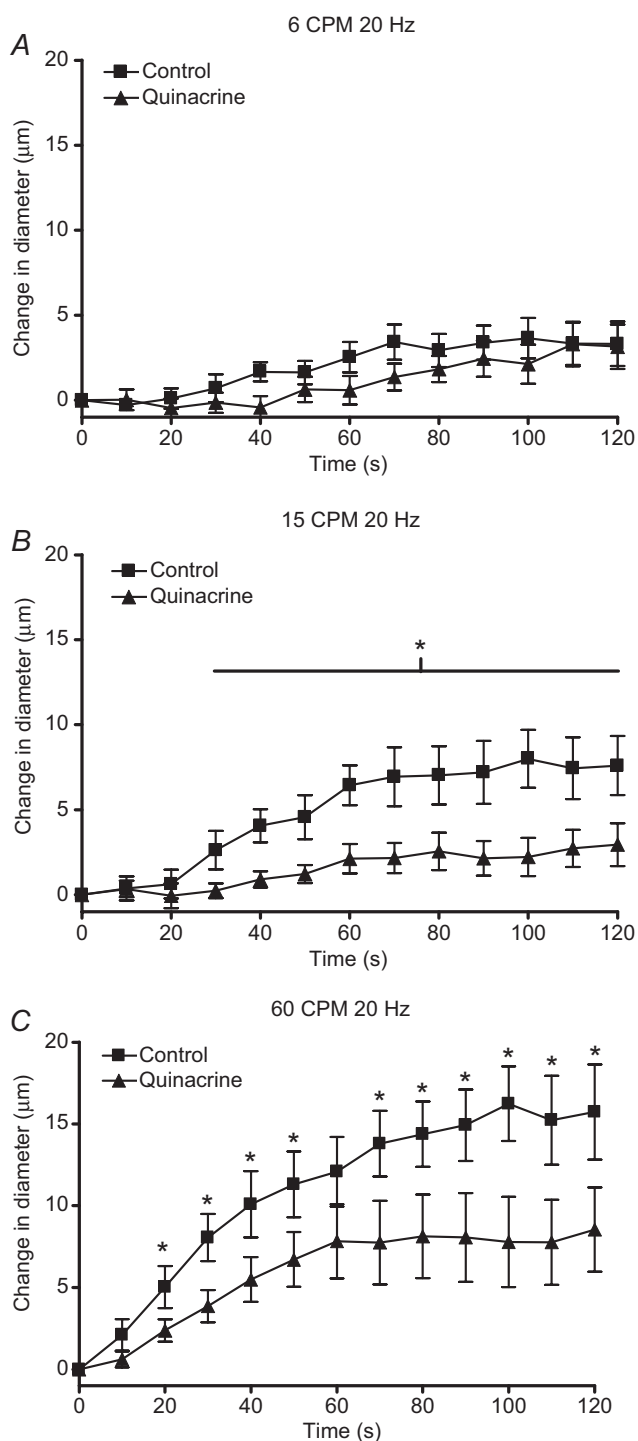 6 CPM 20 Hz
A
20
15
10
5
0
Change in diameter (μm)
Control
Quinacrine
0 20 40 60 80 100 120
Time (s)
15 CPM 20 Hz
B
20
15
10
5
0
Change in diameter (μm)
Control
Quinacrine
*
0 20 40 60 80 100 120
Time (s)
60 CPM 20 Hz
C
20
15
10
5
0
Change in diameter (μm)
Control
Quinacrine
* * * * * * * * * *
0 20 40 60 80 100 120
Time (s)